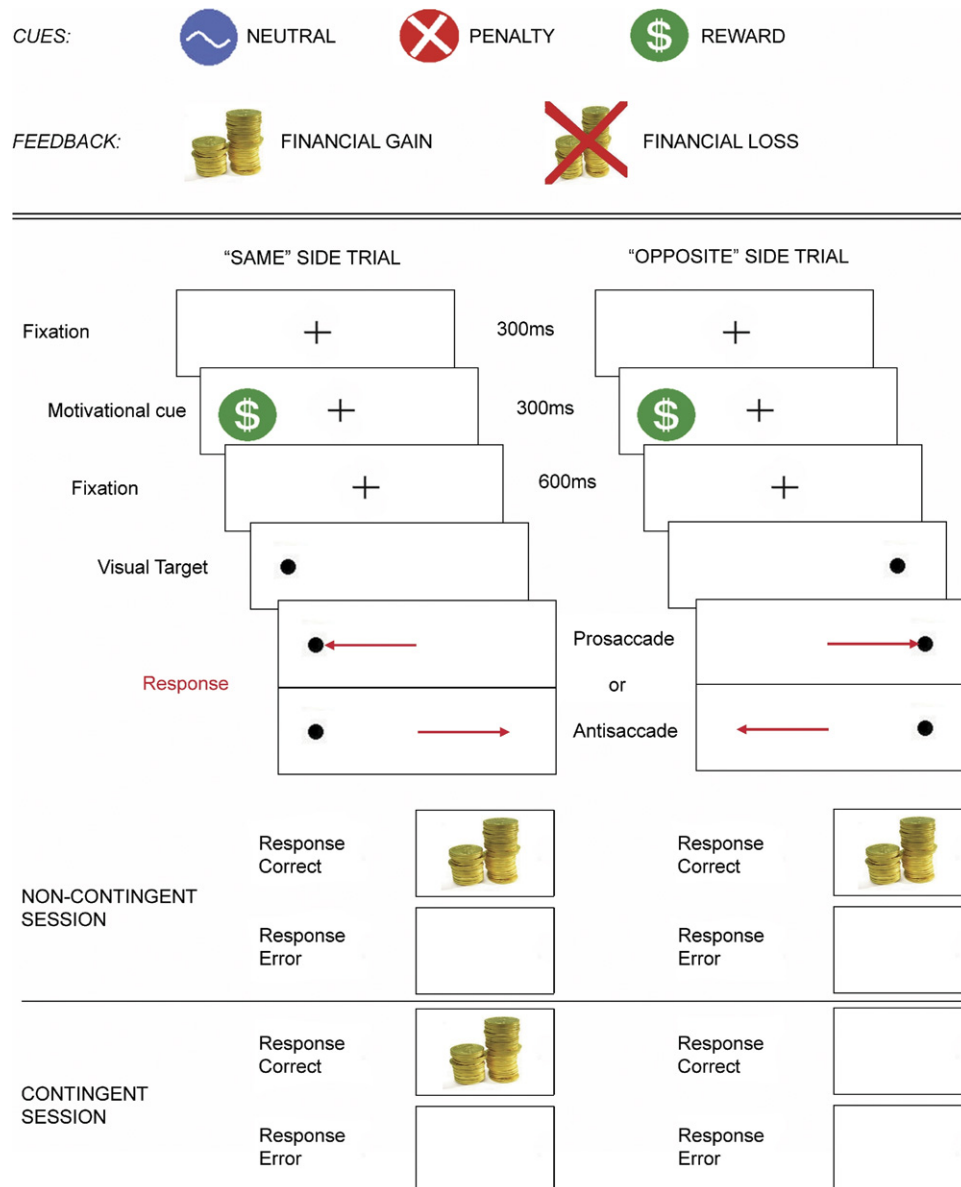 CUES: NEUTRAL PENALTY $ REWARD
FEEDBACK: FINANCIAL GAIN FINANCIAL LOSS
“SAME” SIDE TRIAL “OPPOSITE” SIDE TRIAL
Fixation 300ms
Motivational cue $ 300ms $
Fixation 600ms
Visual Target
Prosaccade
Response or
Antisaccade
Response Response
Correct Correct
NON-CONTINGENT
SESSION
Response Response
Error Error
Response Response
Correct Correct
CONTINGENT
SESSION
Response Response
Error Error